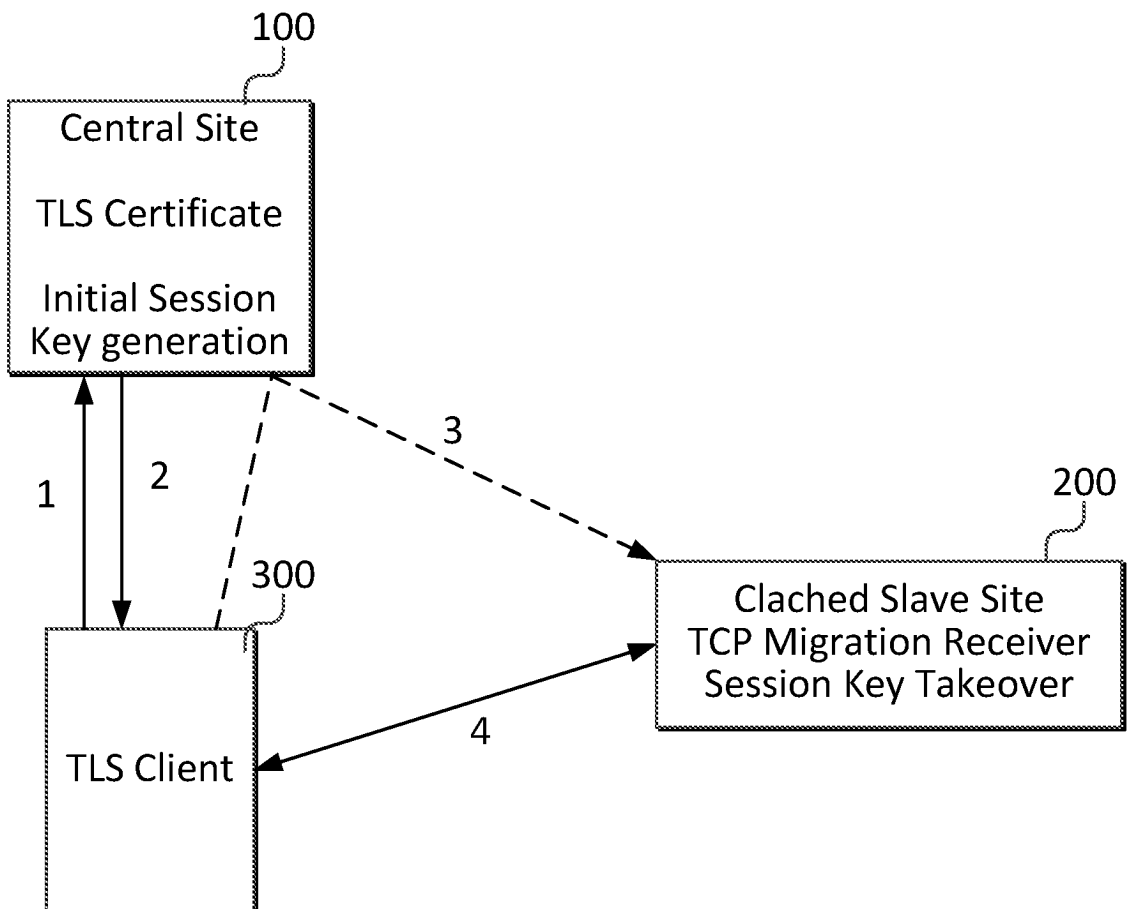 100
Central Site
TLS Certificate
Initial Session
Key generation
1
2
3
300
TLS Client
4
200
Clached Slave Site
TCP Migration Receiver
Session Key Takeover